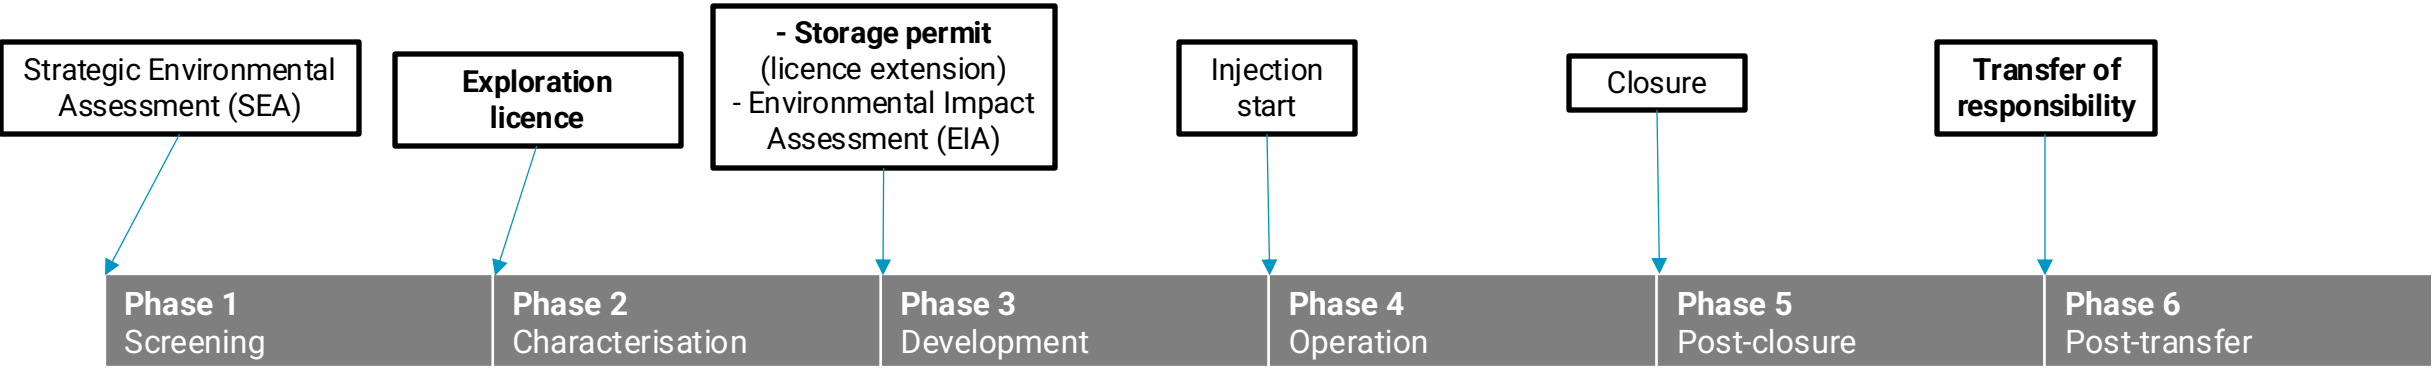 Strategic Environmental
Assessment (SEA)
Exploration
licence
- Storage permit
(licence extension)
- Environmental Impact
Assessment (EIA)
Injection
start
Closure
Transfer of
responsibility
Phase 1
Screening
Phase 2
Characterisation
Phase 3
Development
Phase 4
Operation
Phase 5
Post-closure
Phase 6
Post-transfer